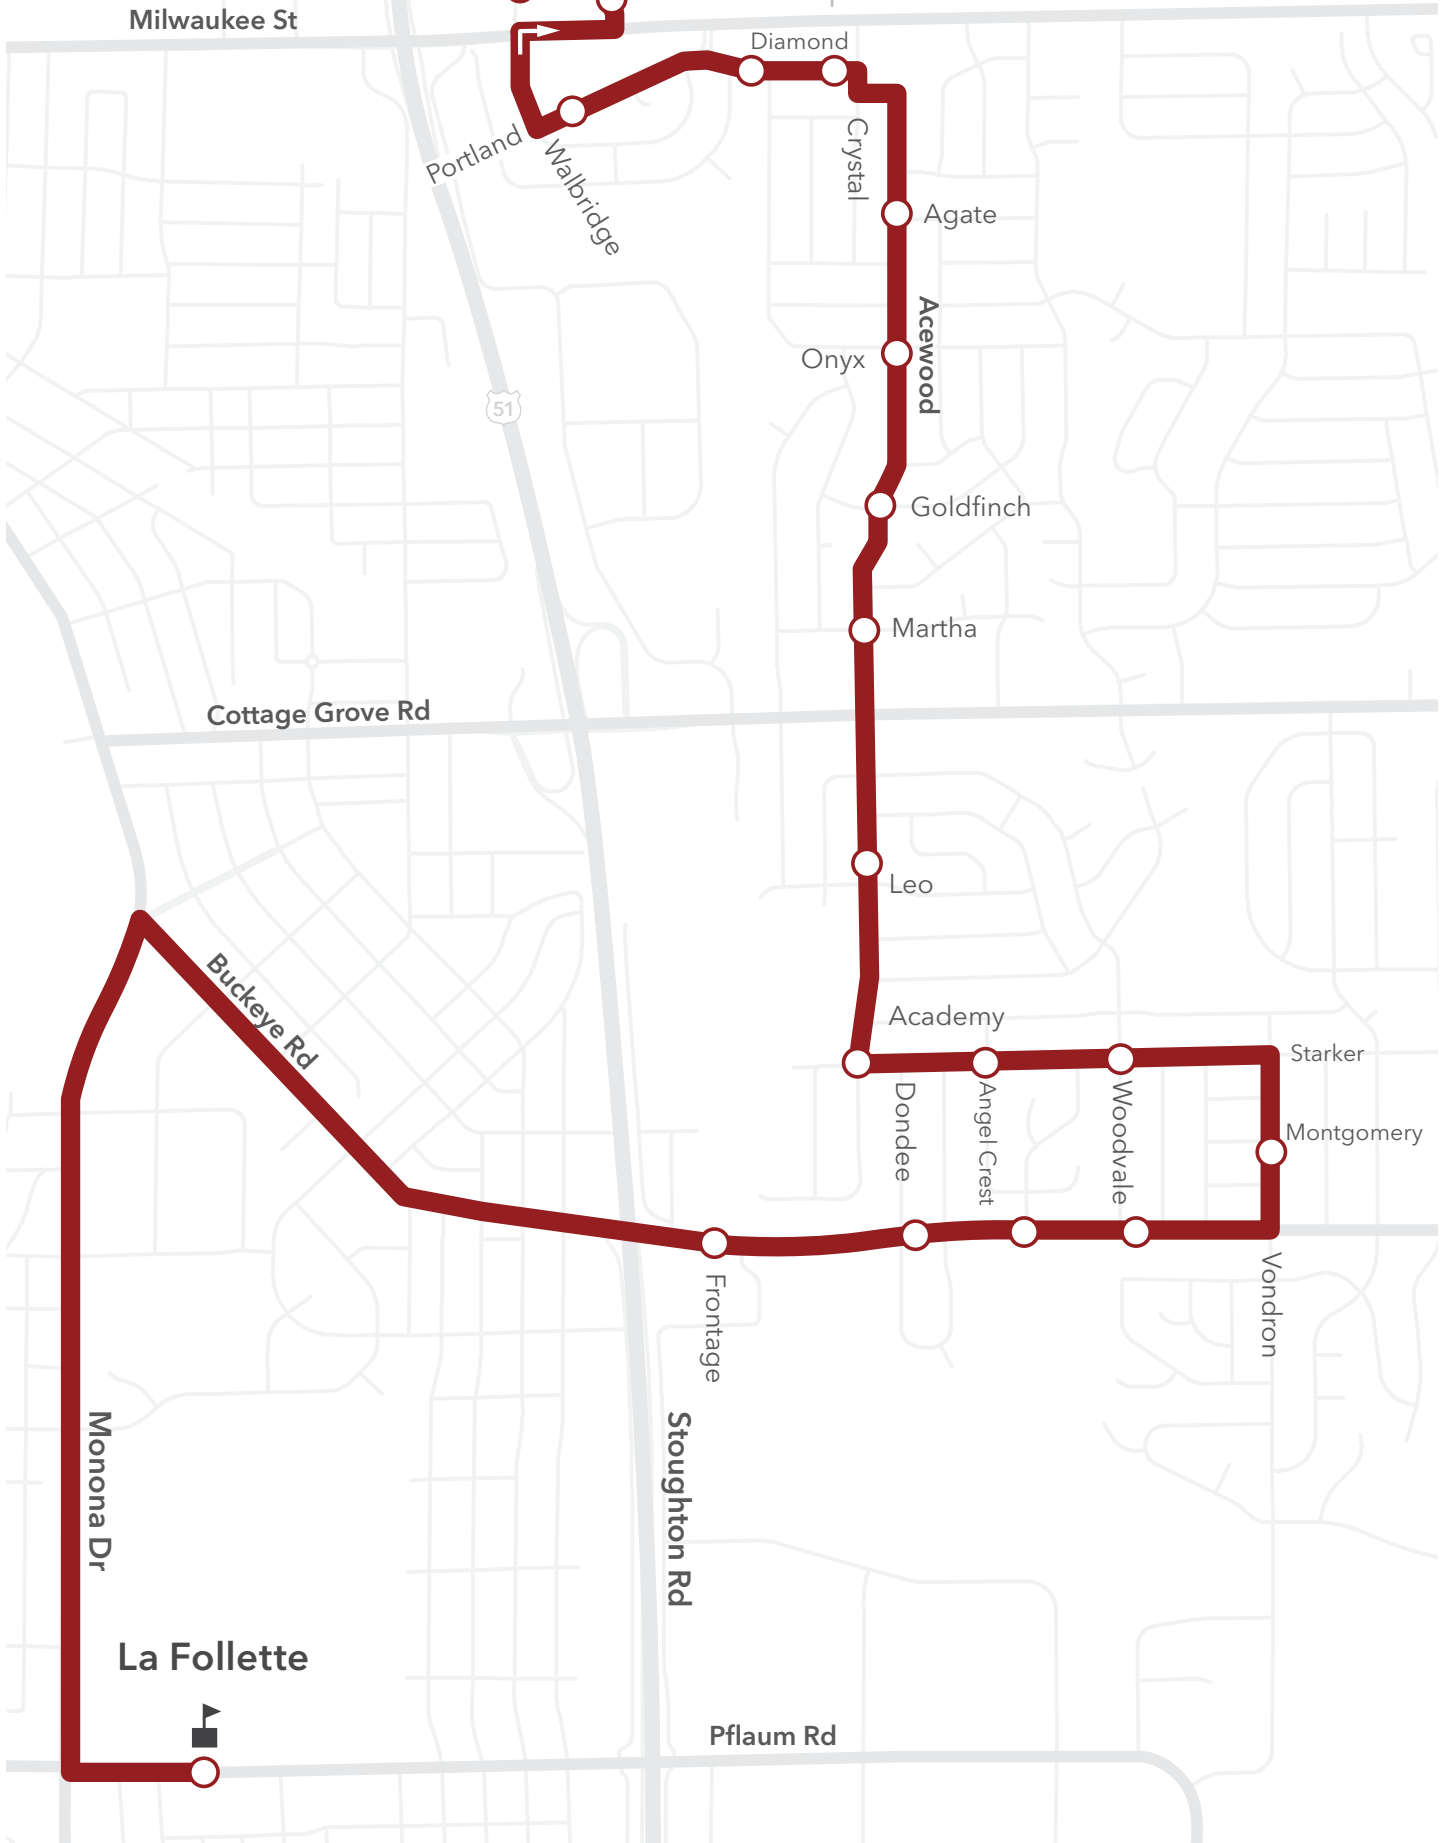 Milwaukee St
Diamond
Portland
Walbridge
Crystal
Agate
Acewood
Onyx
51
Goldfinch
Martha
Cottage Grove Rd
Leo
Buckeye Rd
Academy
Starker
Dondee
Angel Crest
Woodvale
Montgomery
Frontage
Vondron
Monona Dr
Stoughton Rd
La Follette
Pflaum Rd